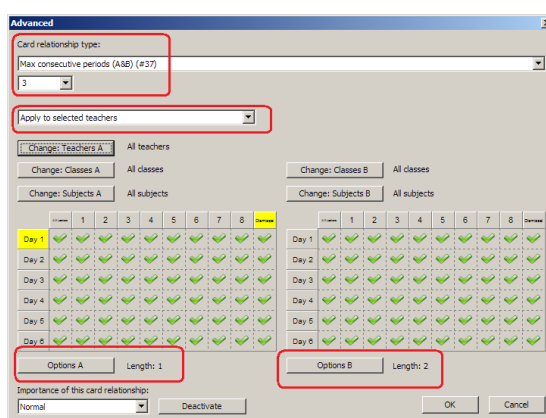 Advanced
Card relationship type:
Max consecutive periods (A&B) (#37)
3
Apply to selected teachers
Change: Teachers A All teachers
Change: Classes A All classes Change: Classes B All classes
Change: Subjects A All subjects Change: Subjects B All subjects
1 2 3 4 5 6 7 8 Dismissal 1 2 3 4 5 6 7 8 Dismissal
Day 1 Day 1
Day 2 Day 2
Day 3 Day 3
Day 4 Day 4
Day 5 Day 5
Day 6 Day 6
Options A Length: 1 Options B Length: 2
Importance of this card relationship:
Normal Deactivate OK Cancel